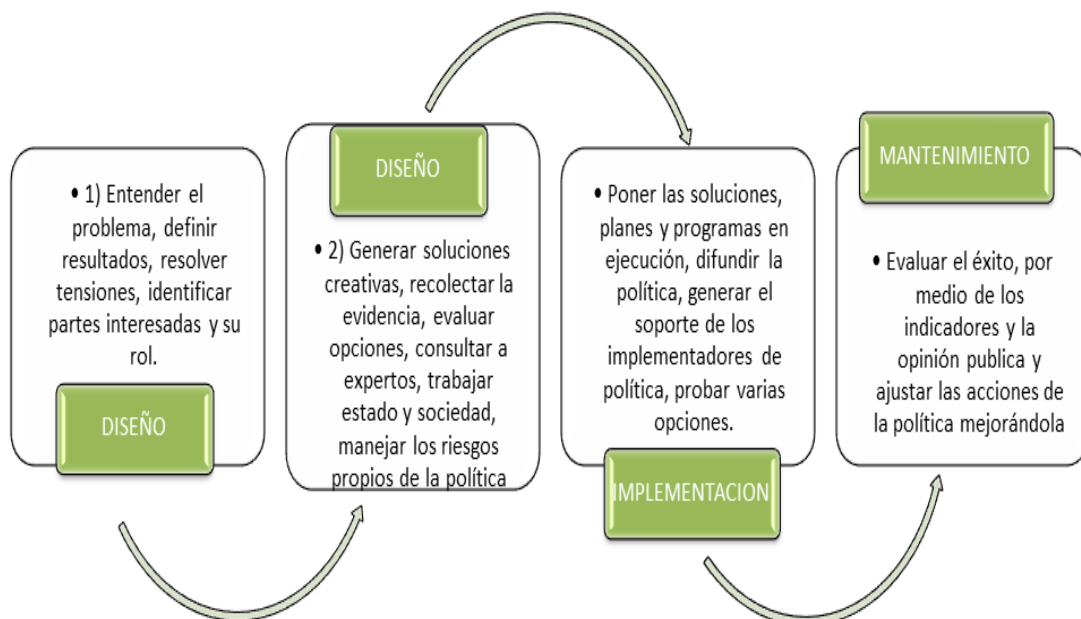 • 1) Entender el
problema, definir
resultados, resolver
tensiones, identificar
partes interesadas y su
rol.
DISEÑO
DISEÑO
• 2) Generar soluciones
creativas, recolectar la
evidencia, evaluar
opciones, consultar a
expertos, trabajar
estado y sociedad,
manejar los riesgos
propios de la política
• Poner las soluciones,
planes y programas en
ejecución, difundir la
política, generar el
soporte de los
implementadores de
política, probar varias
opciones.
IMPLEMENTACION
MANTENIMIENTO
• Evaluar el éxito, por
medio de los
indicadores y la
opinión publica y
ajustar las acciones de
la política mejorándola